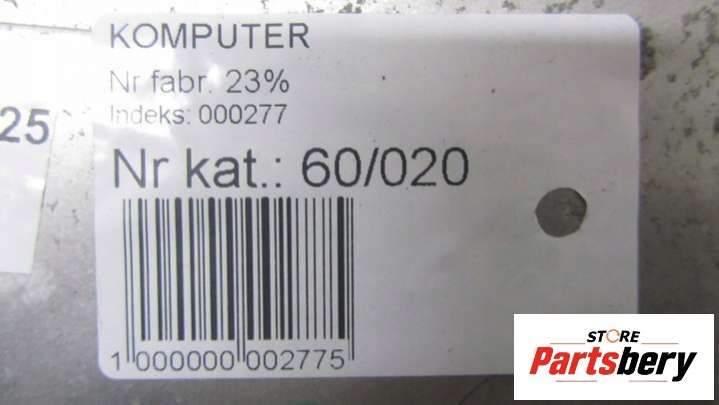 KOMPUTER
Nr fabr. 23%
Indeks: 000277
25
Nr kat.: 60/020
1 000000 002775
STORE
Partsbery